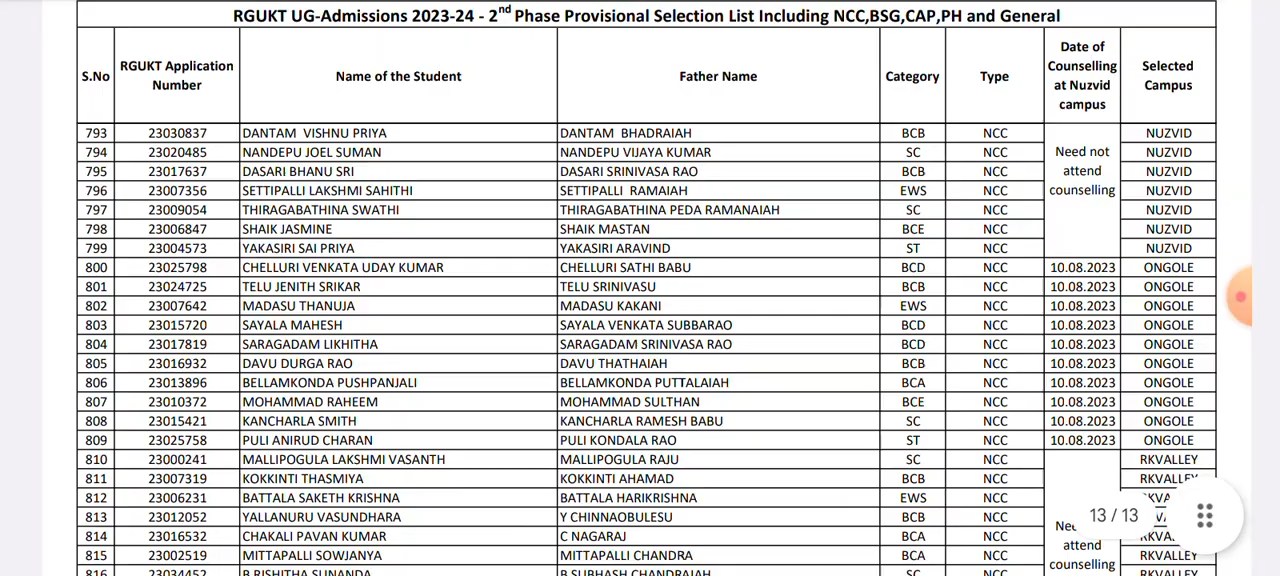 RGUKT UG-Admissions 2023-24 - 2nd Phase Provisional Selection List Including NCC,BSG,CAP,PH and General
S.No RGUKT Application Number Name of the Student Father Name Category Type Date of Counselling at Nuzvid campus Selected Campus
793 23030837 DANTAM VISHNU PRIYA DANTAM BHADRAIAH BCB NCC NUZVID
794 23020485 NANDEPU JOEL SUMAN NANDEPU VIJAYA KUMAR SC NCC Need not NUZVID
795 23017637 DASARI BHANU SRI DASARI SRINIVASA RAO BCB NCC attend NUZVID
796 23007356 SETTIPALLI LAKSHMI SAHITHI SETTIPALLI RAMAIAH EWS NCC counselling NUZVID
797 23009054 THIRAGABATHINA SWATHI THIRAGABATHINA PEDA RAMANAIAH SC NCC NUZVID
798 23006847 SHAIK JASMINE SHAIK MASTAN BCE NCC NUZVID
799 23004573 YAKASIRI SAI PRIYA YAKASIRI ARAVIND ST NCC NUZVID
800 23025798 CHELLURI VENKATA UDAY KUMAR CHELLURI SATHI BABU BCD NCC 10.08.2023 ONGOLE
801 23024725 TELU JENITH SRIKAR TELU SRINIVASU BCB NCC 10.08.2023 ONGOLE
802 23007642 MADASU THANUJA MADASU KAKANI EWS NCC 10.08.2023 ONGOLE
803 23015720 SAYALA MAHESH SAYALA VENKATA SUBBARAO BCD NCC 10.08.2023 ONGOLE
804 23017819 SARAGADAM LIKHITHA SARAGADAM SRINIVASA RAO BCD NCC 10.08.2023 ONGOLE
805 23016932 DAVU DURGA RAO DAVU THATHAIAH BCB NCC 10.08.2023 ONGOLE
806 23013896 BELLAMKONDA PUSHPANJALI BELLAMKONDA PUTTALAIAH BCA NCC 10.08.2023 ONGOLE
807 23010372 MOHAMMAD RAHEEM MOHAMMAD SULTHAN BCE NCC 10.08.2023 ONGOLE
808 23015421 KANCHARLA SMITH KANCHARLA RAMESH BABU SC NCC 10.08.2023 ONGOLE
809 23025758 PULI ANIRUD CHARAN PULI KONDALA RAO ST NCC 10.08.2023 ONGOLE
810 23000241 MALLIPOGULA LAKSHMI VASANTH MALLIPOGULA RAJU SC NCC RKVALLEY
811 23007319 KOKKINTI THASMIYA KOKKINTI AHAMAD BCB NCC RKVALLEY
812 23006231 BATTALA SAKETH KRISHNA BATTALA HARIKRISHNA EWS NCC
813 23012052 YALLANURU VASUNDHARA Y CHINNAOBULESU BCB NCC 13 / 13
814 23016532 CHAKALI PAVAN KUMAR C NAGARAJ BCA NCC attend
815 23002519 MITTAPALLI SOWJANYA MITTAPALLI CHANDRA BCA NCC counselling RKVALLEY
816 23034452 B RISHITHA SUNANDA B SUBHASH CHANDRAIAH SC NCC RKVALLEY